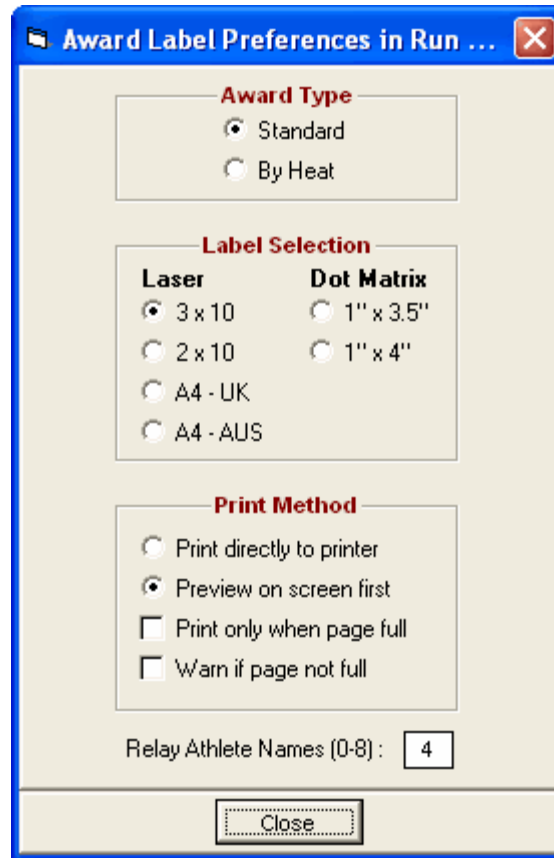 Award Label Preferences in Run ...
Award Type
Standard
By Heat
Label Selection
Laser Dot Matrix
3 x 10 1" x 3.5"
2 x 10 1" x 4"
A4 - UK
A4 - AUS
Print Method
Print directly to printer
Preview on screen first
Print only when page full
Warn if page not full
Relay Athlete Names (0-8) : 4
Close